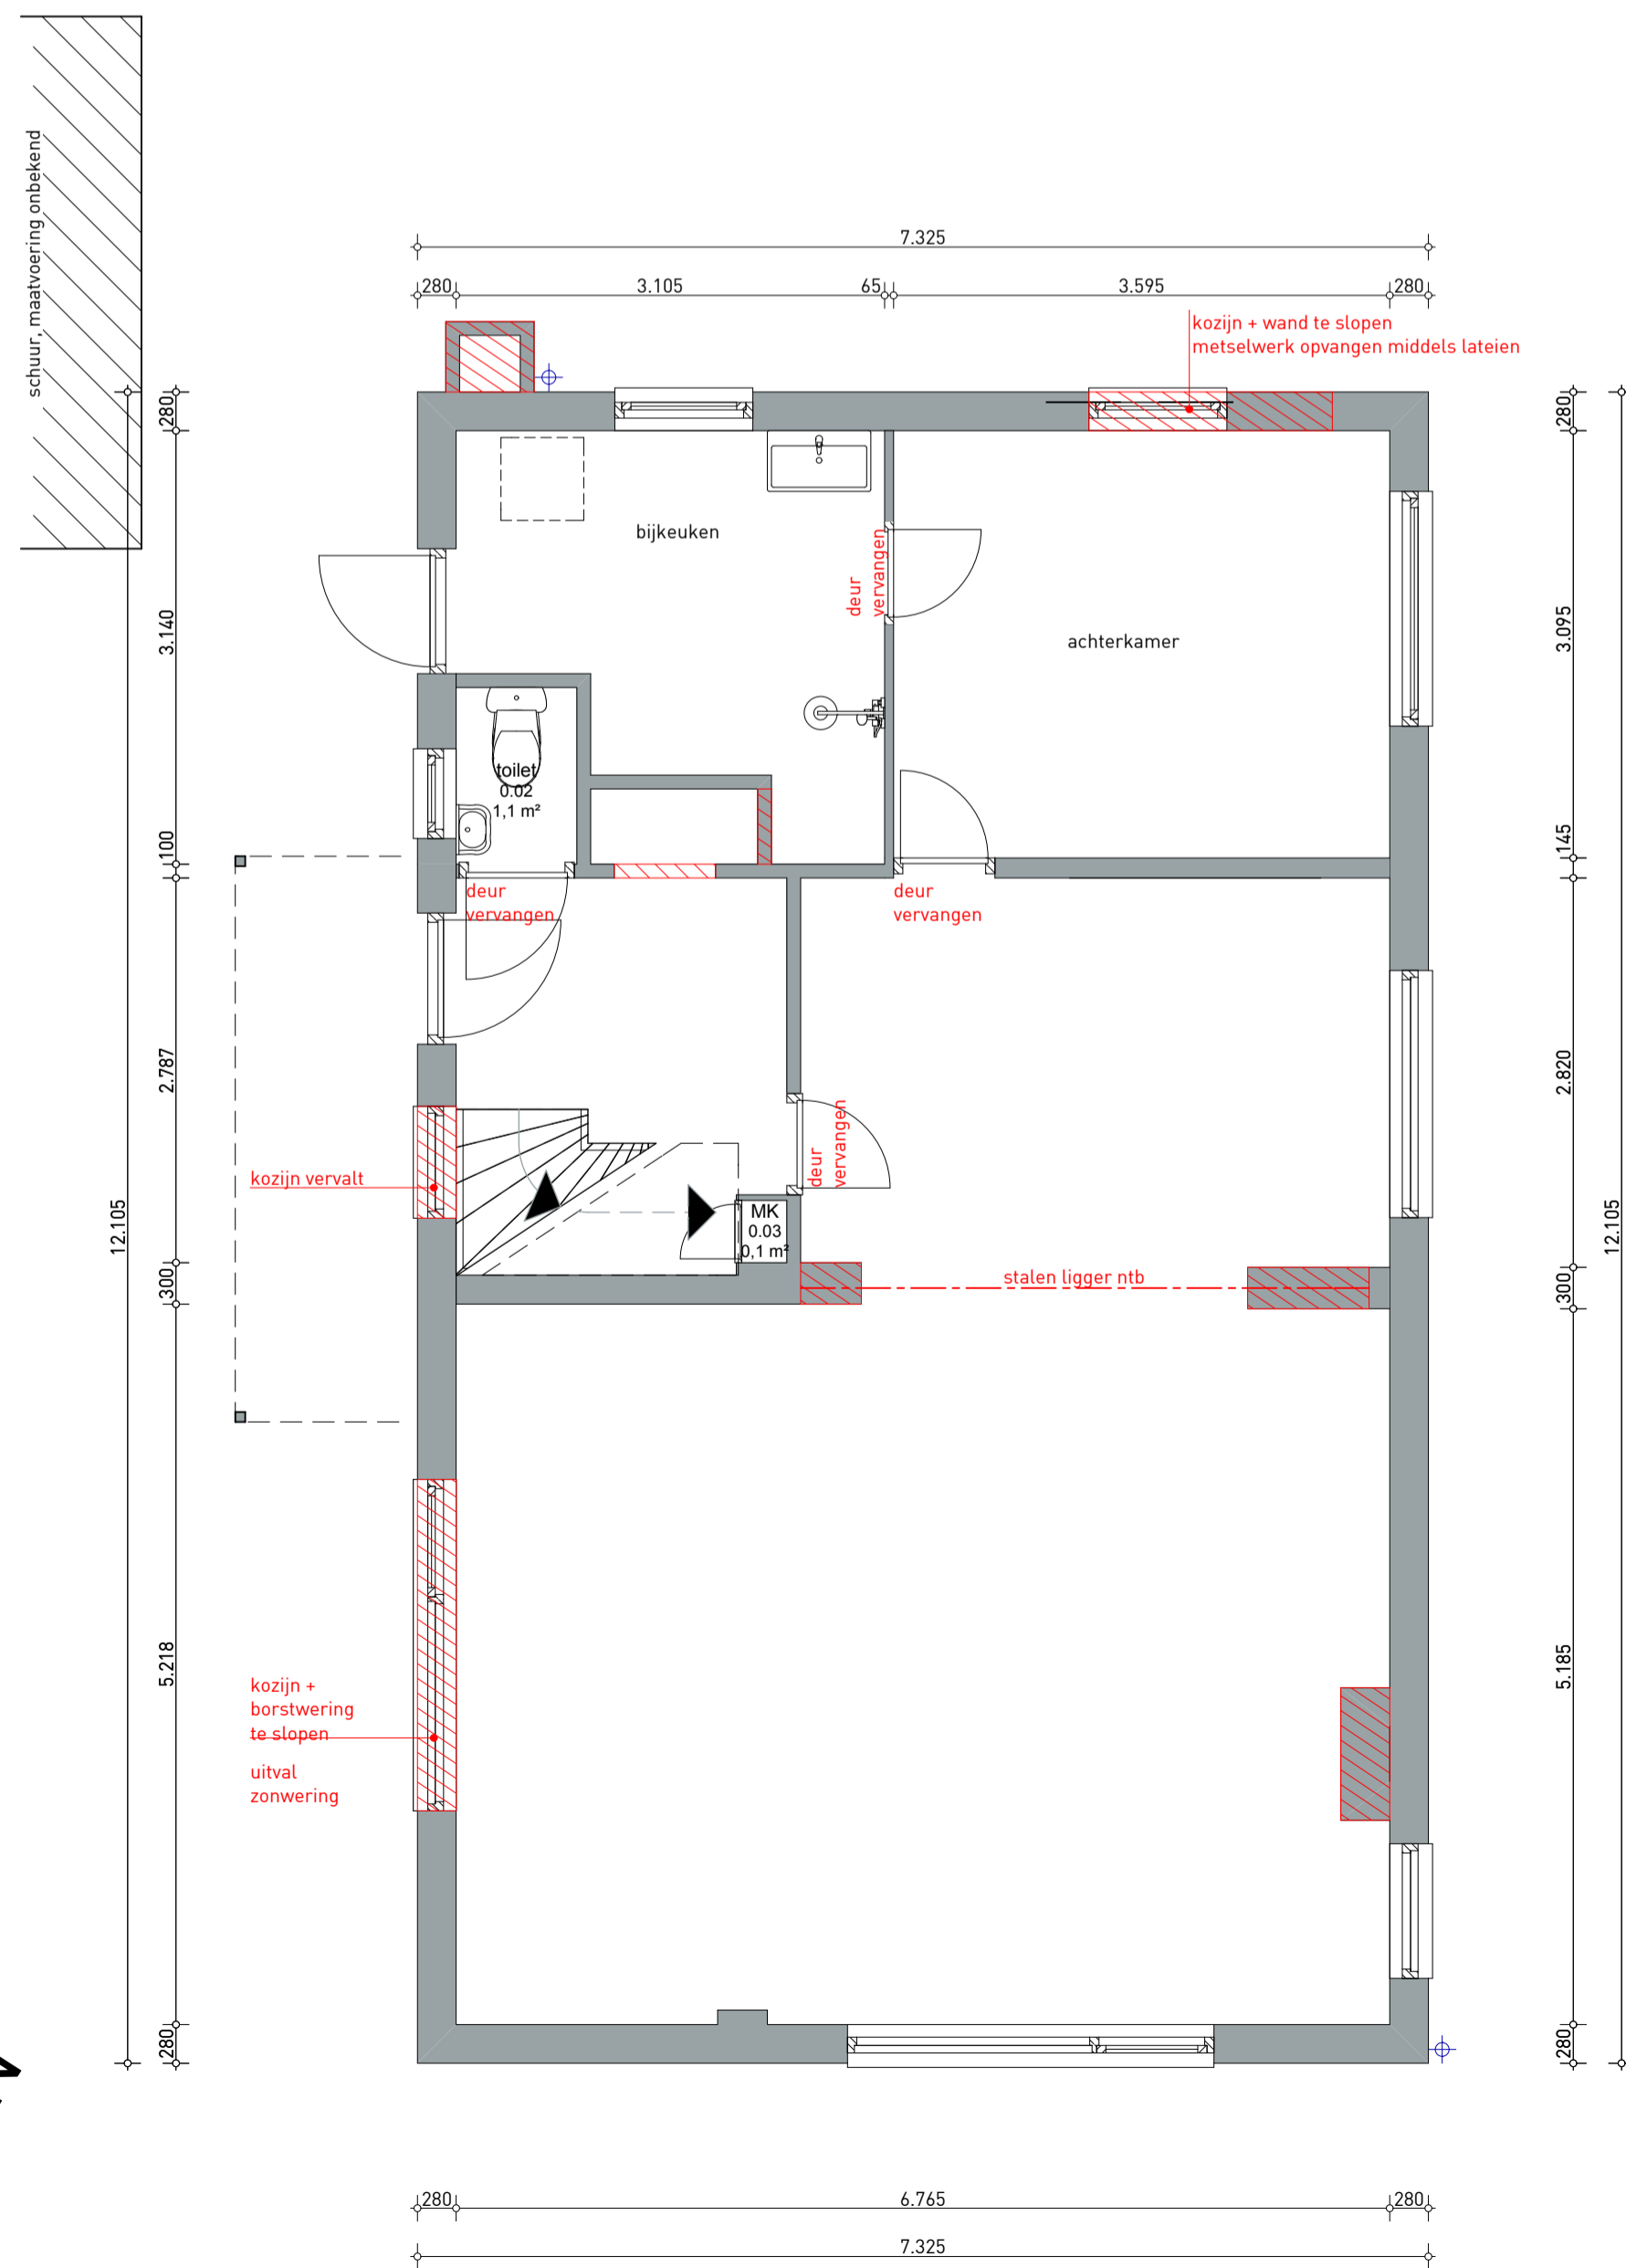 schuur, maatvoering onbekend
7.325
280
3.105
65
3.595
280
kozijn + wand te slopen
metselwerk opvangen middels lateien
280
280
bijkeuken
deur
vervangen
3.140
3.095
achterkamer
toilet
0.02
1,1 m²
100
145
deur
vervangen
deur
vervangen
2.787
2.820
deur
vervangen
kozijn vervalt
12.105
12.105
MK
0.03
0,1 m²
300
stalen ligger ntb
300
5.218
5.185
kozijn +
borstwering
te slopen
uitval
zonwering
280
280
280
6.765
280
7.325